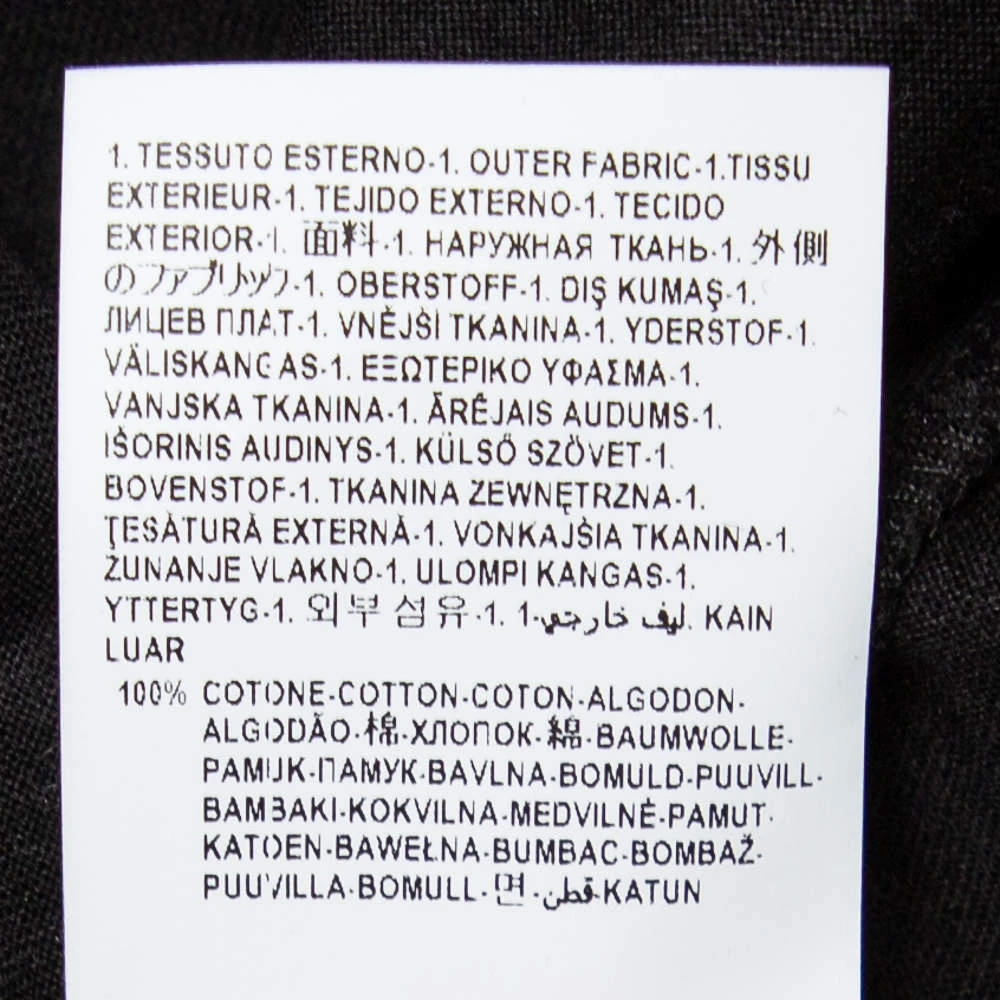 1. TESSUTO ESTERNO-1. OUTER FABRIC-1.TISSU
EXTERIEUR-1. TEJIDO EXTERNO-1. TECIDO
EXTERIOR-1. 面料-1. НАРУЖНАЯ ТКАНЬ-1. 外側
のファブリッツフ-1. OBERSTOFF-1. DIŞ KUMAŞ-1.
ЛИЦЕВ ПЛАТ-1. VNĚJŠÍ TKANINA-1. YDERSTOF-1.
VÄLISKANGAS-1. ΕΞΩΤΕΡΙΚΟ ΥΦΑΣΜΑ-1.
VANJSKA TKANINA-1. ĀRĒJAIS AUDUMS-1.
IŠORINIS AUDINYS-1. KÜLSŐ SZÖVET-1.
BOVENSTOF-1. TKANINA ZEWNĘTRZNA-1.
ŢESĂTURĂ EXTERNĂ-1. VONKAJŠIA TKANINA-1.
ZUNANJE VLAKNO-1. ULOMPI KANGAS-1.
YTTERTYG-1. 외부 섬유-1. ليف خارجي-1. KAIN
LUAR
100% COTONE-COTTON-COTON-ALGODON-
ALGODÃO-棉-ХЛОПОК-綿-BAUMWOLLE-
PAMUK-ПАМУК-BAVLNA-BOMULD-PUUVILL-
BAMBAKI-KOKVILNA-MEDVILNĖ-PAMUT-
KATOEN-BAWEŁNA-BUMBAC-BOMBAŽ-
PUUVILLA-BOMULL-면-قطن-KATUN